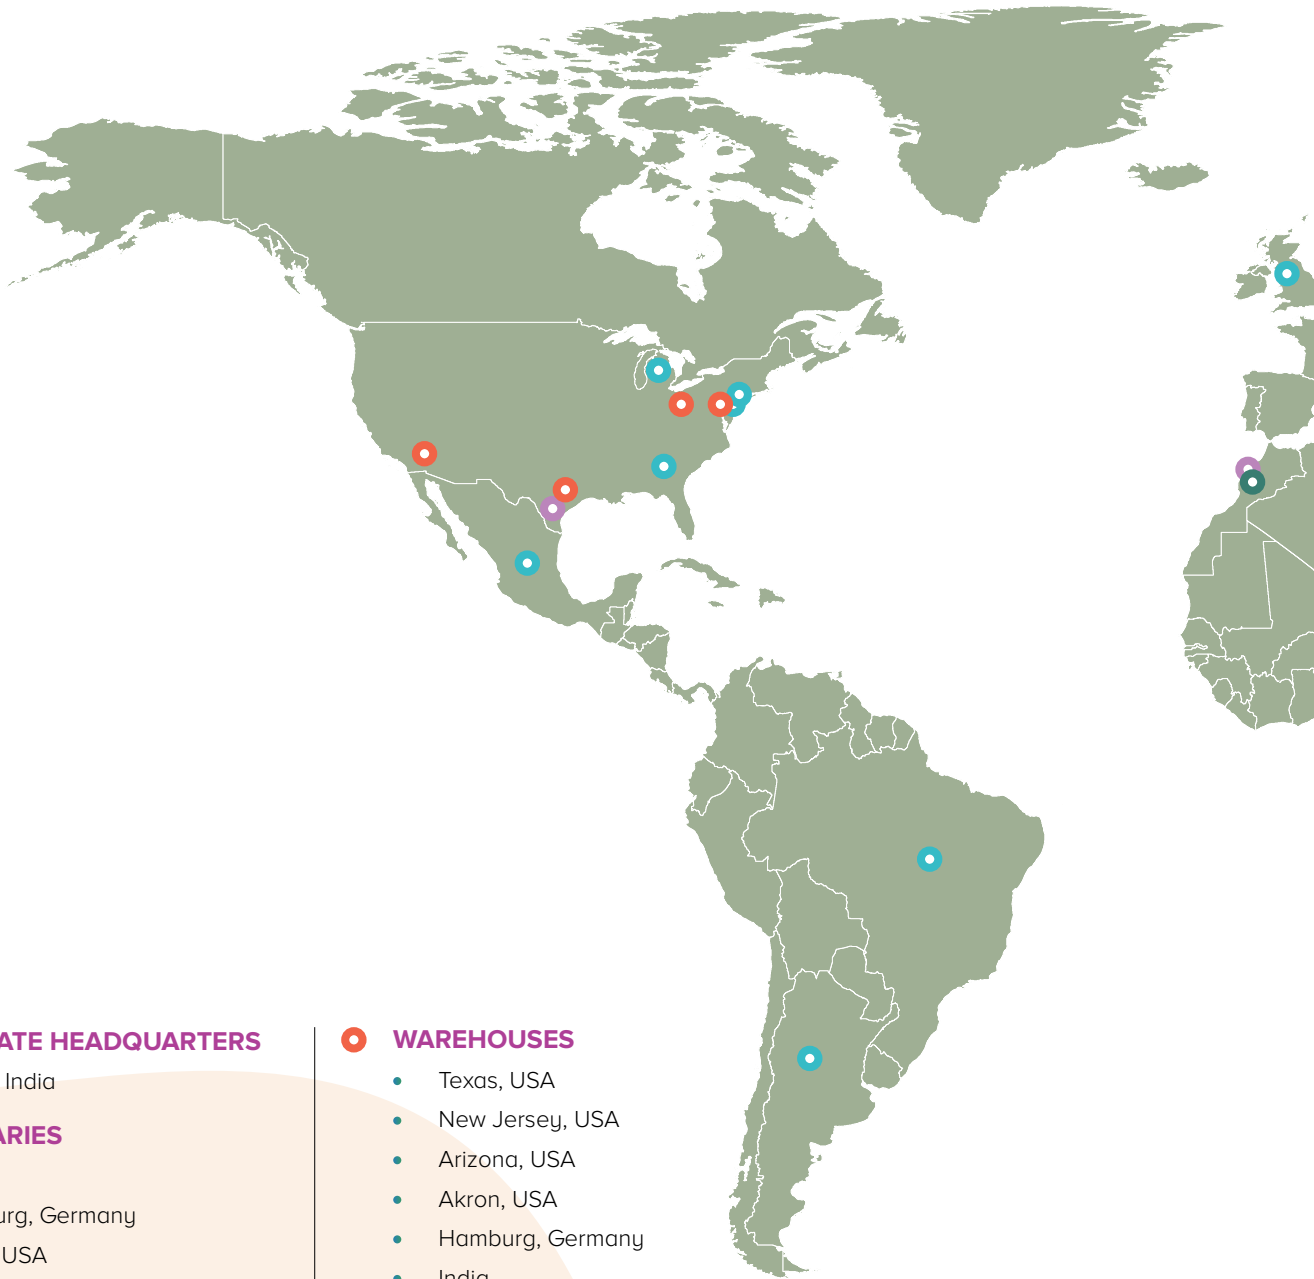 ATE HEADQUARTERS
India
ARIES
urg, Germany
USA
WAREHOUSES
Texas, USA
New Jersey, USA
Arizona, USA
Akron, USA
Hamburg, Germany
India